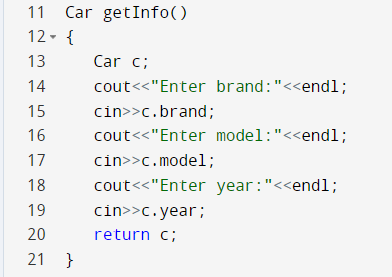 11 Car getInfo()
12 {
13 Car c;
14 cout<<"Enter brand:"<<endl;
15 cin>>c.brand;
16 cout<<"Enter model:"<<endl;
17 cin>>c.model;
18 cout<<"Enter year:"<<endl;
19 cin>>c.year;
20 return c;
21 }